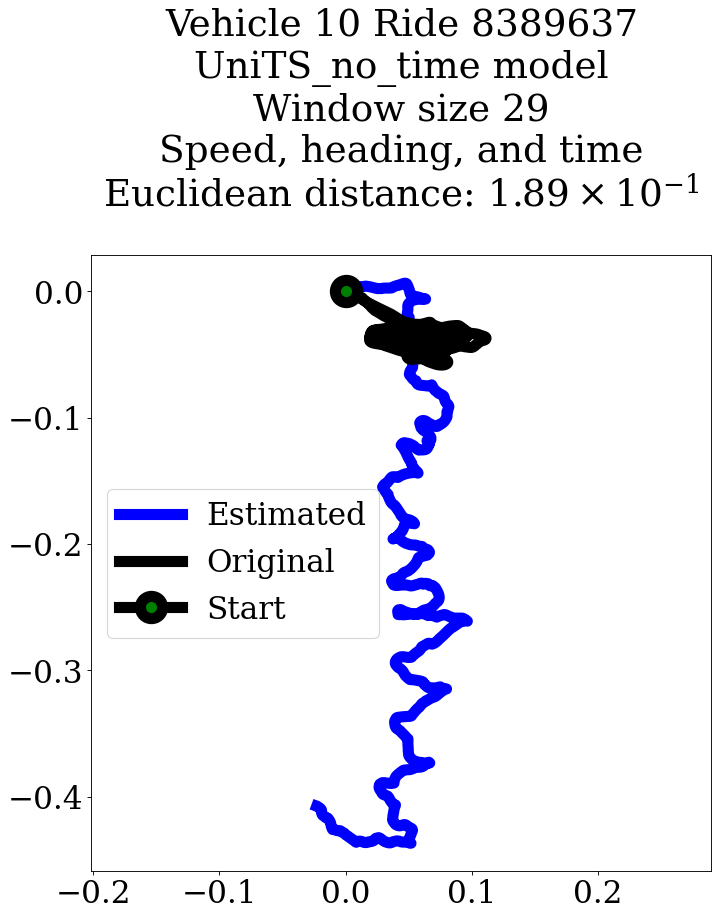 Vehicle 10 Ride 8389637
UniTS_no_time model
Window size 29
Speed, heading, and time
Euclidean distance: 1.89 × 10⁻¹
0.0
−0.1
−0.2
−0.3
−0.4
Estimated
Original
Start
−0.2 −0.1 0.0 0.1 0.2